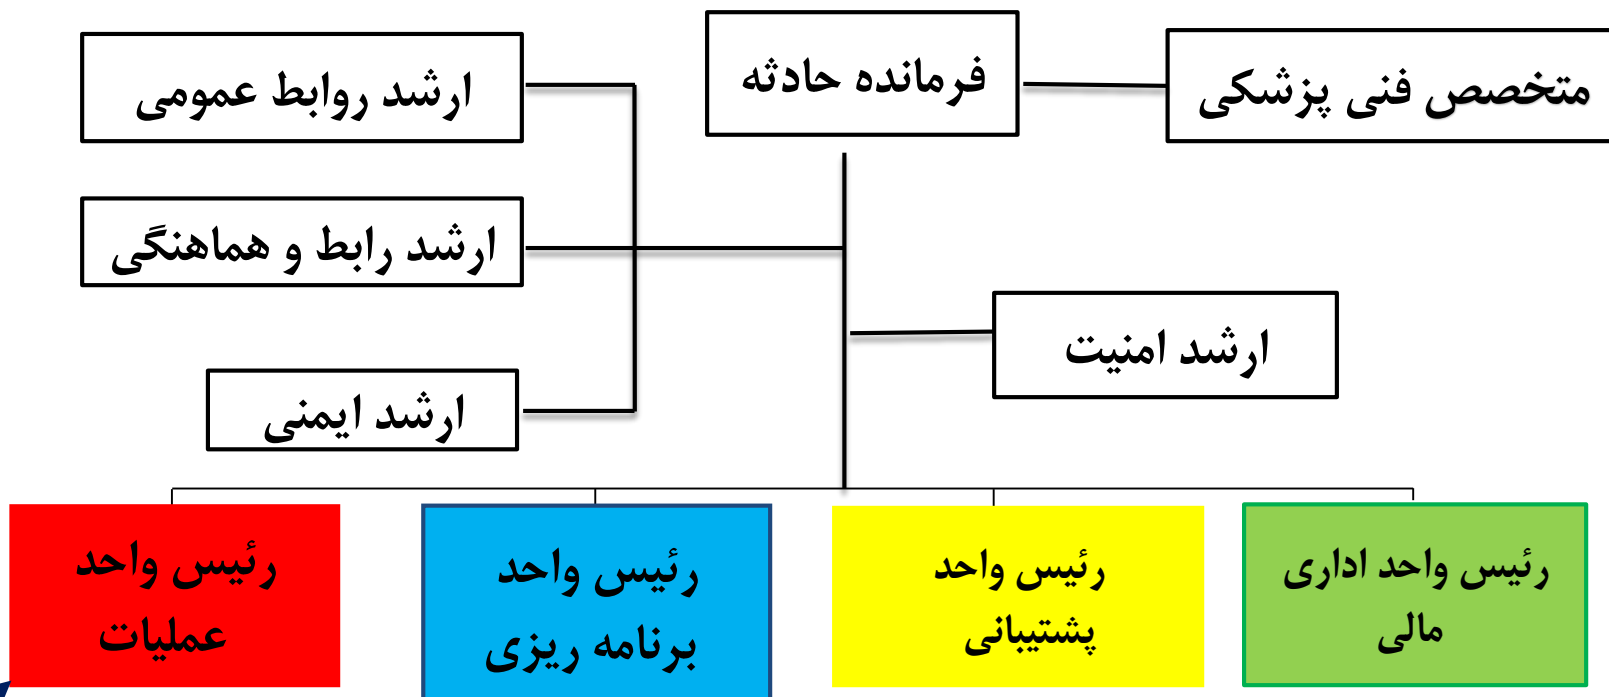 متخصص فنی پزشکی
فرمانده حادثه
ارشد روابط عمومی
ارشد رابط و هماهنگی
ارشد امنیت
ارشد ایمنی
رئیس واحد اداری
مالی
رئیس واحد
پشتیبانی
رئیس واحد
برنامه ریزی
رئیس واحد
عملیات